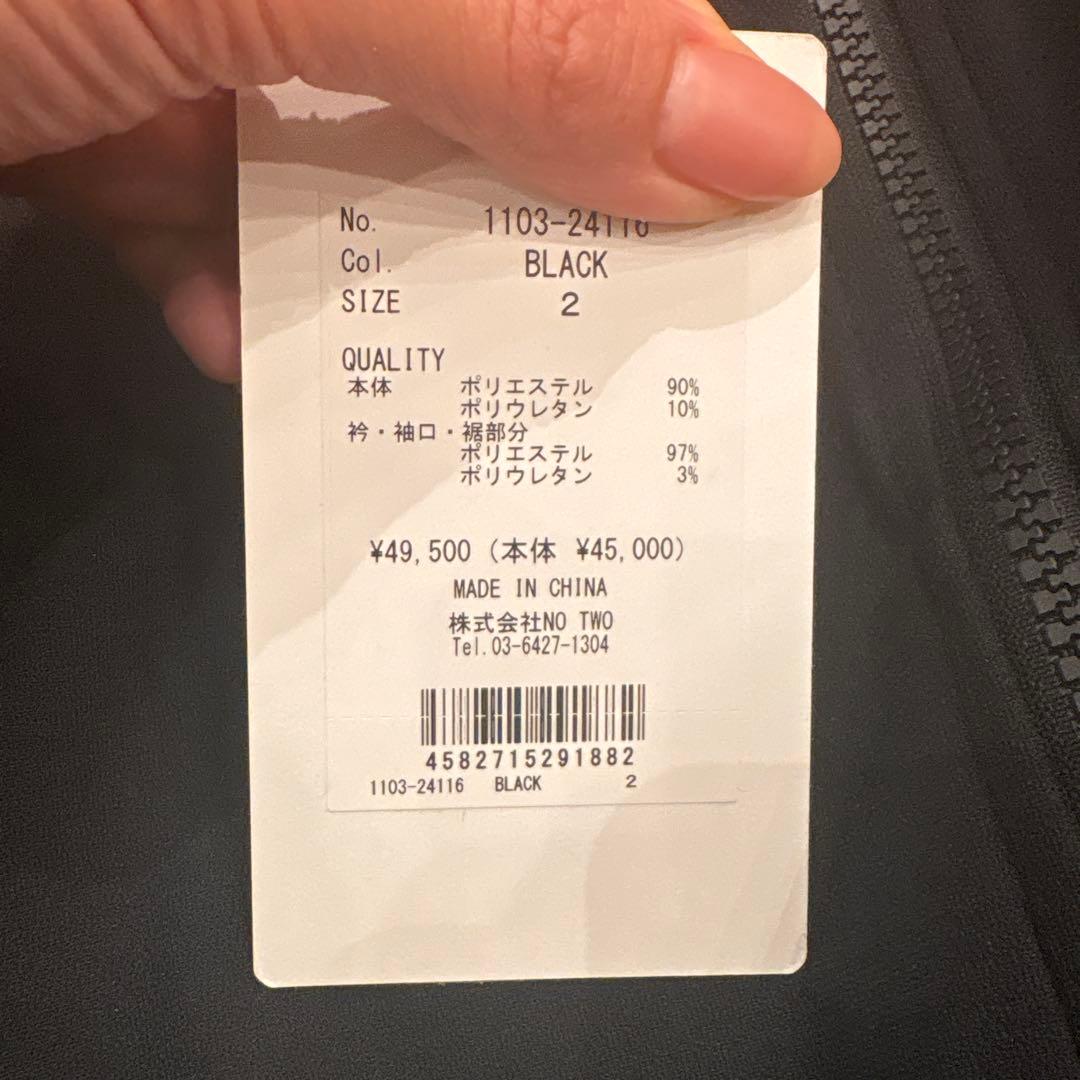 No. 1103-24116
Col. BLACK
SIZE 2
QUALITY
本体 ポリエステル 90%
ポリウレタン 10%
衿・袖口・裾部分
ポリエステル 97%
ポリウレタン 3%
¥49,500 (本体 ¥45,000)
MADE IN CHINA
株式会社NO TWO
Tel.03-6427-1304
4582715291882
1103-24116 BLACK 2